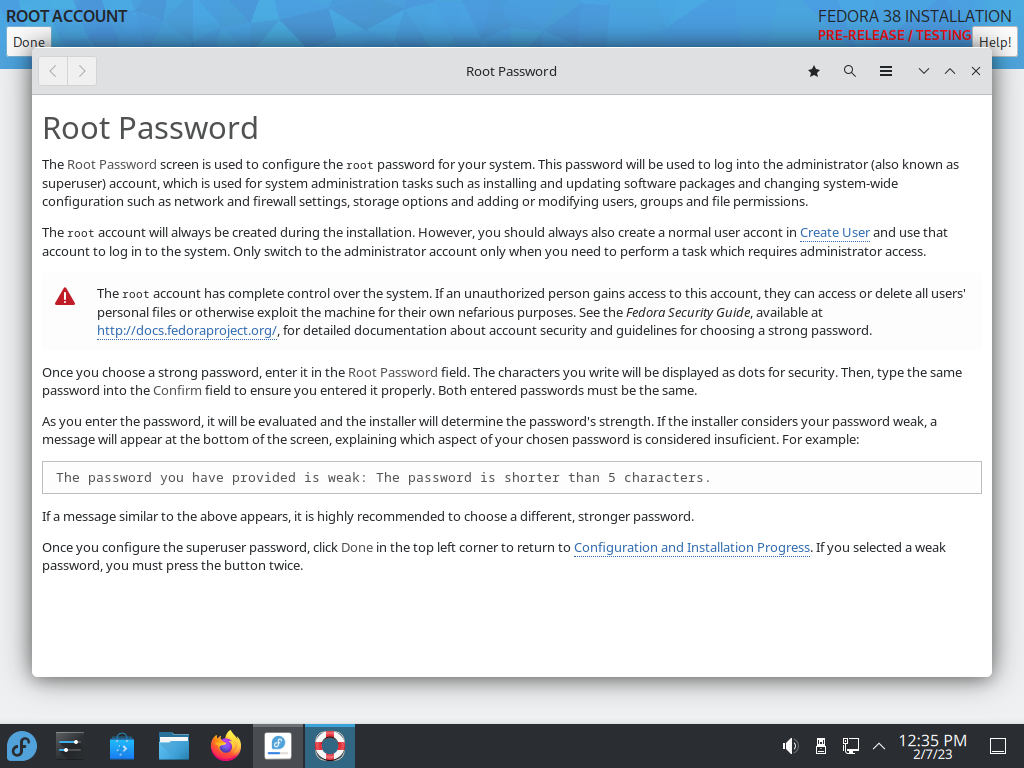 ROOT ACCOUNT
FEDORA 38 INSTALLATION
Done
PRE-RELEASE / TESTING
Help!
Root Password
Root Password
The Root Password screen is used to configure the root password for your system. This password will be used to log into the administrator (also known as
superuser) account, which is used for system administration tasks such as installing and updating software packages and changing system-wide
configuration such as network and firewall settings, storage options and adding or modifying users, groups and file permissions.
The root account will always be created during the installation. However, you should always also create a normal user accont in Create User and use that
account to log in to the system. Only switch to the administrator account only when you need to perform a task which requires administrator access.
The root account has complete control over the system. If an unauthorized person gains access to this account, they can access or delete all users'
personal files or otherwise exploit the machine for their own nefarious purposes. See the Fedora Security Guide, available at
http://docs.fedoraproject.org/, for detailed documentation about account security and guidelines for choosing a strong password.
Once you choose a strong password, enter it in the Root Password field. The characters you write will be displayed as dots for security. Then, type the same
password into the Confirm field to ensure you entered it properly. Both entered passwords must be the same.
As you enter the password, it will be evaluated and the installer will determine the password's strength. If the installer considers your password weak, a
message will appear at the bottom of the screen, explaining which aspect of your chosen password is considered insuficient. For example:
The password you have provided is weak: The password is shorter than 5 characters.
If a message similar to the above appears, it is highly recommended to choose a different, stronger password.
Once you configure the superuser password, click Done in the top left corner to return to Configuration and Installation Progress. If you selected a weak
password, you must press the button twice.
12:35 PM
2/7/23